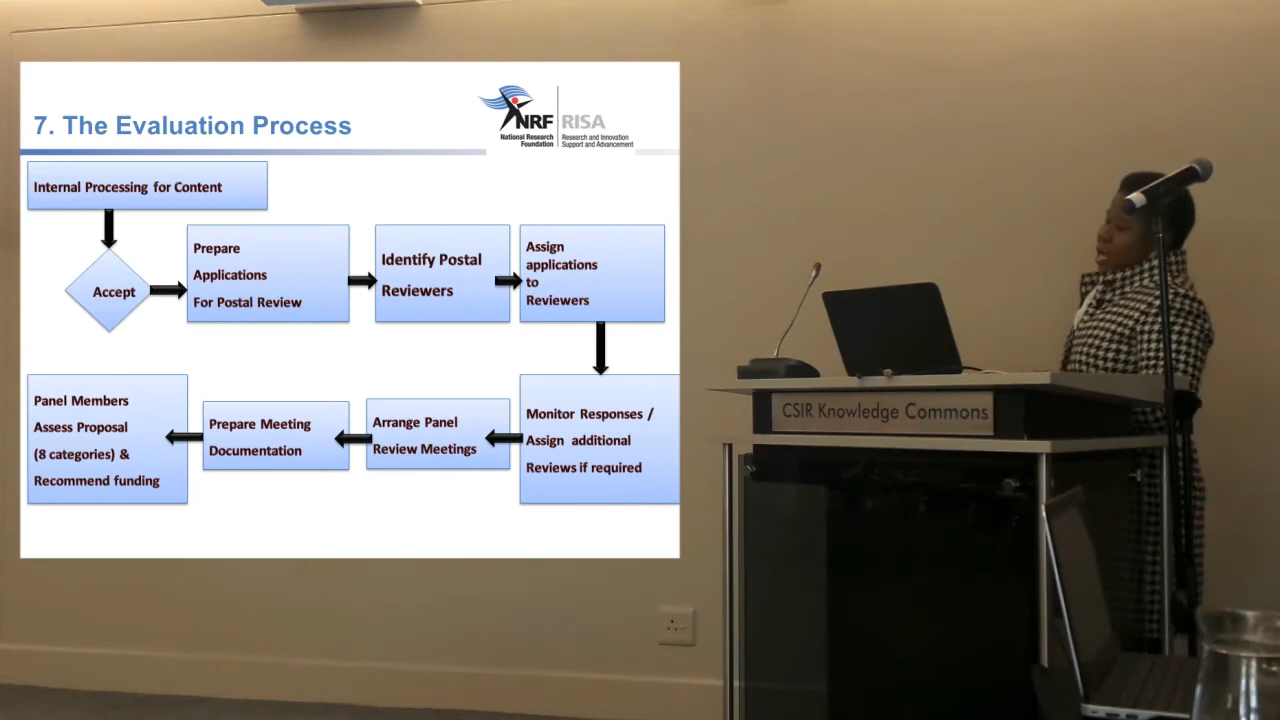 7. The Evaluation Process
NRF
RISA
National Research
Foundation
Research and Innovation
Support and Advancement
Internal Processing for Content
Accept
Prepare
Applications
For Postal Review
Identify Postal
Reviewers
Assign
applications
to
Reviewers
Monitor Responses /
Assign additional
Reviews if required
Arrange Panel
Review Meetings
Prepare Meeting
Documentation
Panel Members
Assess Proposal
(8 categories) &
Recommend funding
CSIR Knowledge Commons